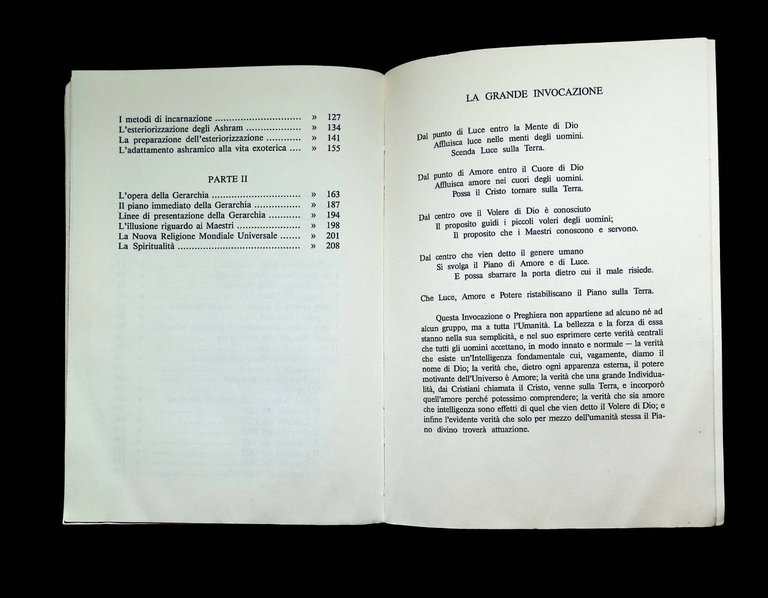 I metodi di incarnazione .............................. » 127
L'esteriorizzazione degli Ashram ................... » 134
La preparazione dell'esteriorizzazione ............ » 141
L'adattamento ashramico alla vita exoterica .... » 155
PARTE II
L'opera della Gerarchia ............................... » 163
Il piano immediato della Gerarchia ................ » 187
Linee di presentazione della Gerarchia ........... » 194
L'illusione riguardo ai Maestri ...................... » 198
La Nuova Religione Mondiale Universale ....... » 201
La Spiritualità ........................................... » 208
LA GRANDE INVOCAZIONE
Dal punto di Luce entro la Mente di Dio
Affluisca luce nelle menti degli uomini.
Scenda Luce sulla Terra.
Dal punto di Amore entro il Cuore di Dio
Affluisca amore nei cuori degli uomini.
Possa il Cristo tornare sulla Terra.
Dal centro ove il Volere di Dio è conosciuto
Il proposito guidi i piccoli voleri degli uomini;
Il proposito che i Maestri conoscono e servono.
Dal centro che vien detto il genere umano
Si svolga il Piano di Amore e di Luce.
E possa sbarrare la porta dietro cui il male risiede.
Che Luce, Amore e Potere ristabiliscano il Piano sulla Terra.
Questa Invocazione o Preghiera non appartiene ad alcuno né ad
alcun gruppo, ma a tutta l'Umanità. La bellezza e la forza di essa
stanno nella sua semplicità, e nel suo esprimere certe verità centrali
che tutti gli uomini accettano, in modo innato e normale — la verità
che esiste un'Intelligenza fondamentale cui, vagamente, diamo il
nome di Dio; la verità che, dietro ogni apparenza esterna, il potere
motivante dell'Universo è Amore; la verità che una grande Individua-
lità, dai Cristiani chiamata il Cristo, venne sulla Terra, e incorporò
quell'amore perché potessimo comprendere; la verità che sia amore
che intelligenza sono effetti di quel che vien detto il Volere di Dio; e
infine l'evidente verità che solo per mezzo dell'umanità stessa il Pia-
no divino troverà attuazione.